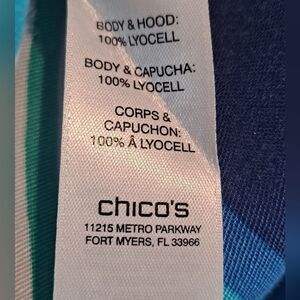 BODY & HOOD:
100% LYOCELL
BODY & CAPUCHA:
100% LYOCELL
CORPS &
CAPUCHON:
100% À LYOCELL
chico's
11215 METRO PARKWAY
FORT MYERS, FL 33966